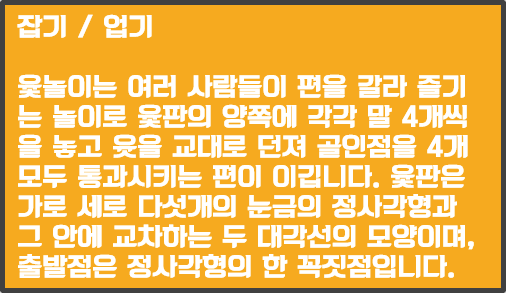 잡기 / 업기
윷놀이는 여러 사람들이 편을 갈라 즐기
는 놀이로 윷판의 양쪽에 각각 말 4개씩
을 놓고 윷을 교대로 던져 골인점을 4개
모두 통과시키는 편이 이깁니다. 윷판은
가로 세로 다섯개의 눈금의 정사각형과
그 안에 교차하는 두 대각선의 모양이며,
출발점은 정사각형의 한 꼭짓점입니다.